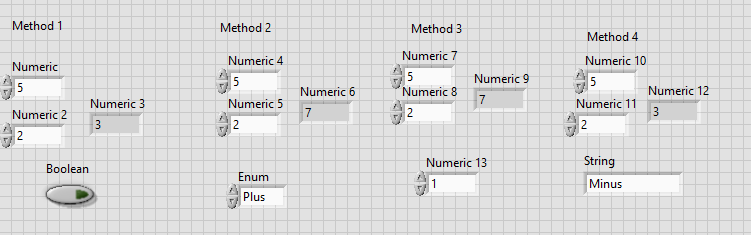 Method 1
Numeric
5
Numeric 2
2
Numeric 3
3
Boolean
Method 2
Numeric 4
5
Numeric 5
2
Numeric 6
7
Enum
Plus
Method 3
Numeric 7
5
Numeric 8
2
Numeric 9
7
Numeric 13
1
Method 4
Numeric 10
5
Numeric 11
2
Numeric 12
3
String
Minus